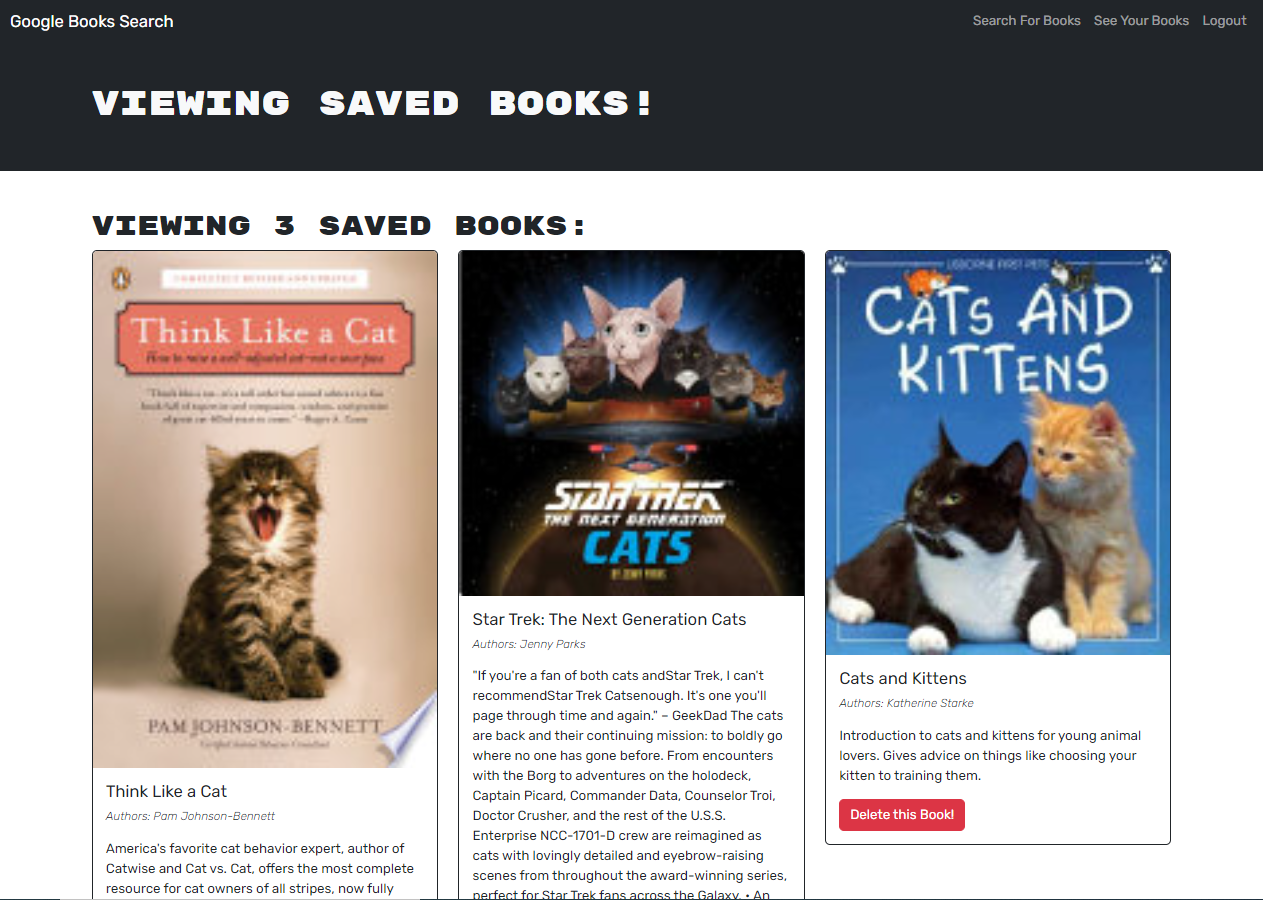 Google Books Search
Search For Books See Your Books Logout
VIEWING SAVED BOOKS!
VIEWING 3 SAVED BOOKS:
COMPLETELY REVISED AND UPDATED
Think Like a Cat
How to raise a well-adjusted cat—not a sour puss
PAM JOHNSON-BENNETT
Think Like a Cat
Authors: Pam Johnson-Bennett
America's favorite cat behavior expert, author of
Catwise and Cat vs. Cat, offers the most complete
resource for cat owners of all stripes, now fully
STAR TREK
THE NEXT GENERATION
CATS
BY JENNY PARKS
Star Trek: The Next Generation Cats
Authors: Jenny Parks
"If you're a fan of both cats andStar Trek, I can't
recommendStar Trek Catsenough. It's one you'll
page through time and again." – GeekDad The cats
are back and their continuing mission: to boldly go
where no one has gone before. From encounters
with the Borg to adventures on the holodeck,
Captain Picard, Commander Data, Counselor Troi,
Doctor Crusher, and the rest of the U.S.S.
Enterprise NCC-1701-D crew are reimagined as
cats with lovingly detailed and eyebrow-raising
scenes from throughout the award-winning series,
perfect for Star Trek fans across the Galaxy. • An
USBORNE FIRST PETS
CATS AND
KITTENS
Cats and Kittens
Authors: Katherine Starke
Introduction to cats and kittens for young animal
lovers. Gives advice on things like choosing your
kitten to training them.
Delete this Book!